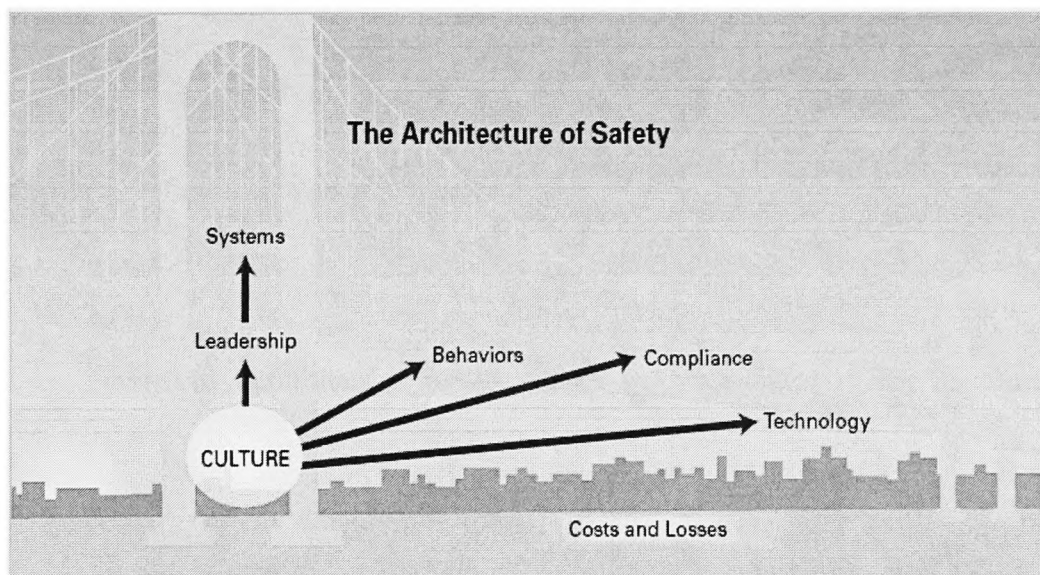 The Architecture of Safety
Systems
Leadership
Behaviors
Compliance
Technology
CULTURE
Costs and Losses